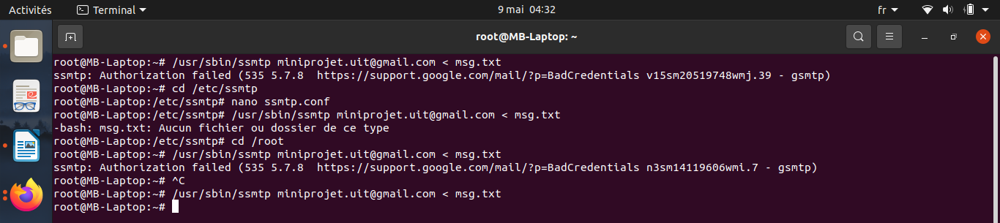 Activités
Terminal
9 mai 04:32
fr
root@MB-Laptop: ~
root@MB-Laptop:~# /usr/sbin/ssmtp miniprojet.uit@gmail.com < msg.txt
ssmtp: Authorization failed (535 5.7.8  https://support.google.com/mail/?p=BadCredentials v15sm20519748wmj.39 - gsmtp)
root@MB-Laptop:~# cd /etc/ssmtp
root@MB-Laptop:/etc/ssmtp# nano ssmtp.conf
root@MB-Laptop:/etc/ssmtp# /usr/sbin/ssmtp miniprojet.uit@gmail.com < msg.txt
-bash: msg.txt: Aucun fichier ou dossier de ce type
root@MB-Laptop:/etc/ssmtp# cd /root
root@MB-Laptop:~# /usr/sbin/ssmtp miniprojet.uit@gmail.com < msg.txt
ssmtp: Authorization failed (535 5.7.8  https://support.google.com/mail/?p=BadCredentials n3sm14119606wmi.7 - gsmtp)
root@MB-Laptop:~# ^C
root@MB-Laptop:~# /usr/sbin/ssmtp miniprojet.uit@gmail.com < msg.txt
root@MB-Laptop:~#